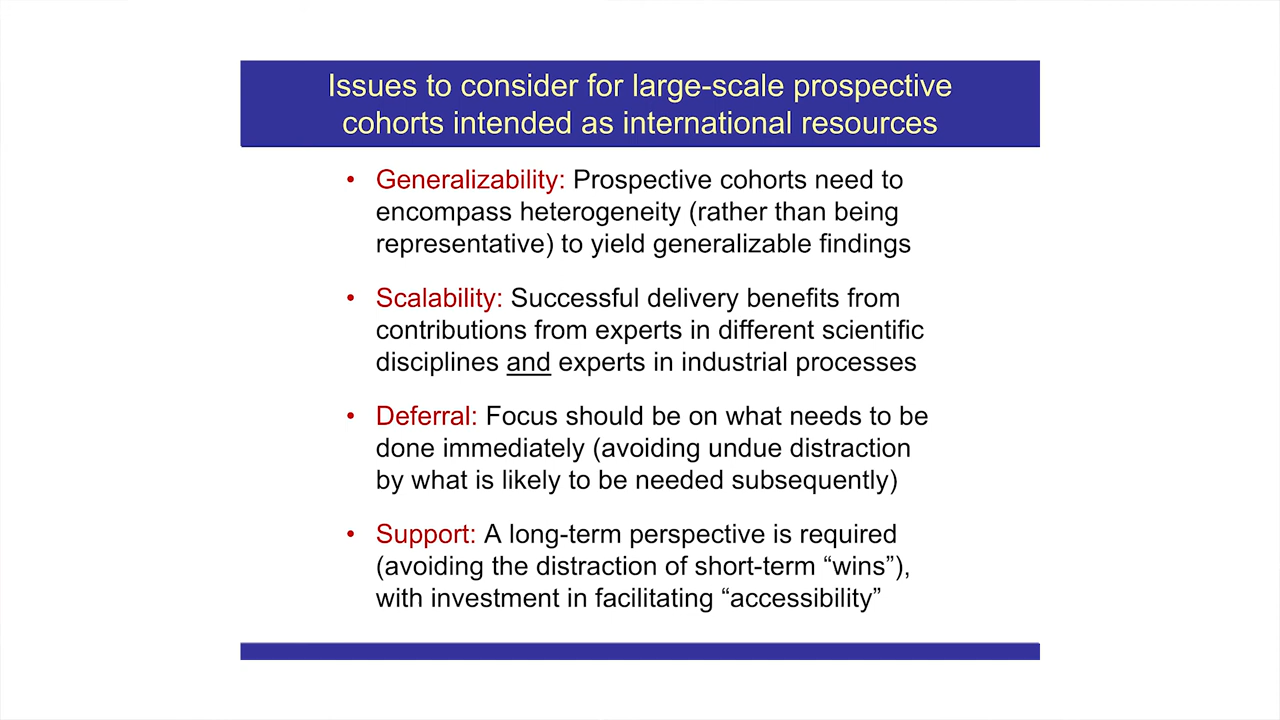 Issues to consider for large-scale prospective
cohorts intended as international resources
• Generalizability: Prospective cohorts need to
encompass heterogeneity (rather than being
representative) to yield generalizable findings
• Scalability: Successful delivery benefits from
contributions from experts in different scientific
disciplines and experts in industrial processes
• Deferral: Focus should be on what needs to be
done immediately (avoiding undue distraction
by what is likely to be needed subsequently)
• Support: A long-term perspective is required
(avoiding the distraction of short-term “wins”),
with investment in facilitating “accessibility”